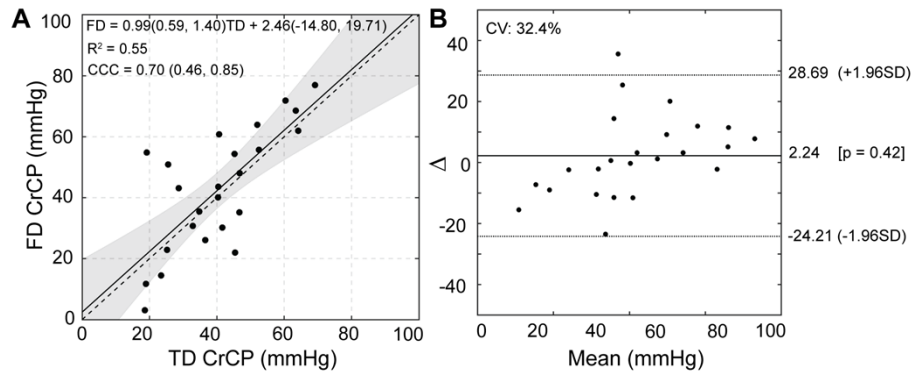 A
FD = 0.99(0.59, 1.40)TD + 2.46(-14.80, 19.71)
R² = 0.55
CCC = 0.70 (0.46, 0.85)
100
80
60
40
20
0
FD CrCP (mmHg)
0 20 40 60 80 100
TD CrCP (mmHg)
B
CV: 32.4%
40
20
0
-20
-40
Δ
28.69 (+1.96SD)
2.24 [p = 0.42]
-24.21 (-1.96SD)
0 20 40 60 80 100
Mean (mmHg)